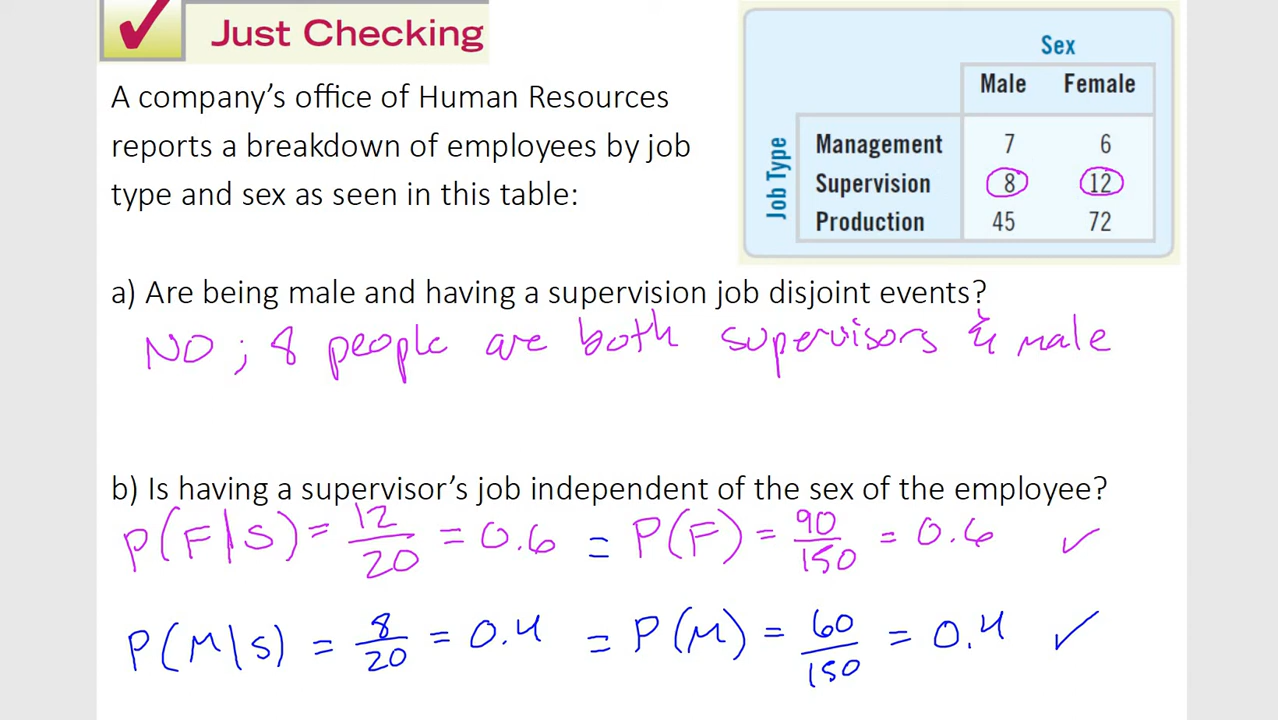 Just Checking
A company’s office of Human Resources
reports a breakdown of employees by job
type and sex as seen in this table:
Sex
Male Female
Job Type
Management 7 6
Supervision 8 12
Production 45 72
a) Are being male and having a supervision job disjoint events?
NO ; 8 people are both supervisors & male
b) Is having a supervisor’s job independent of the sex of the employee?
P(F|S) = 12/20 = 0.6 = P(F) = 90/150 = 0.6 ✓
P(M|S) = 8/20 = 0.4 = P(M) = 60/150 = 0.4 ✓